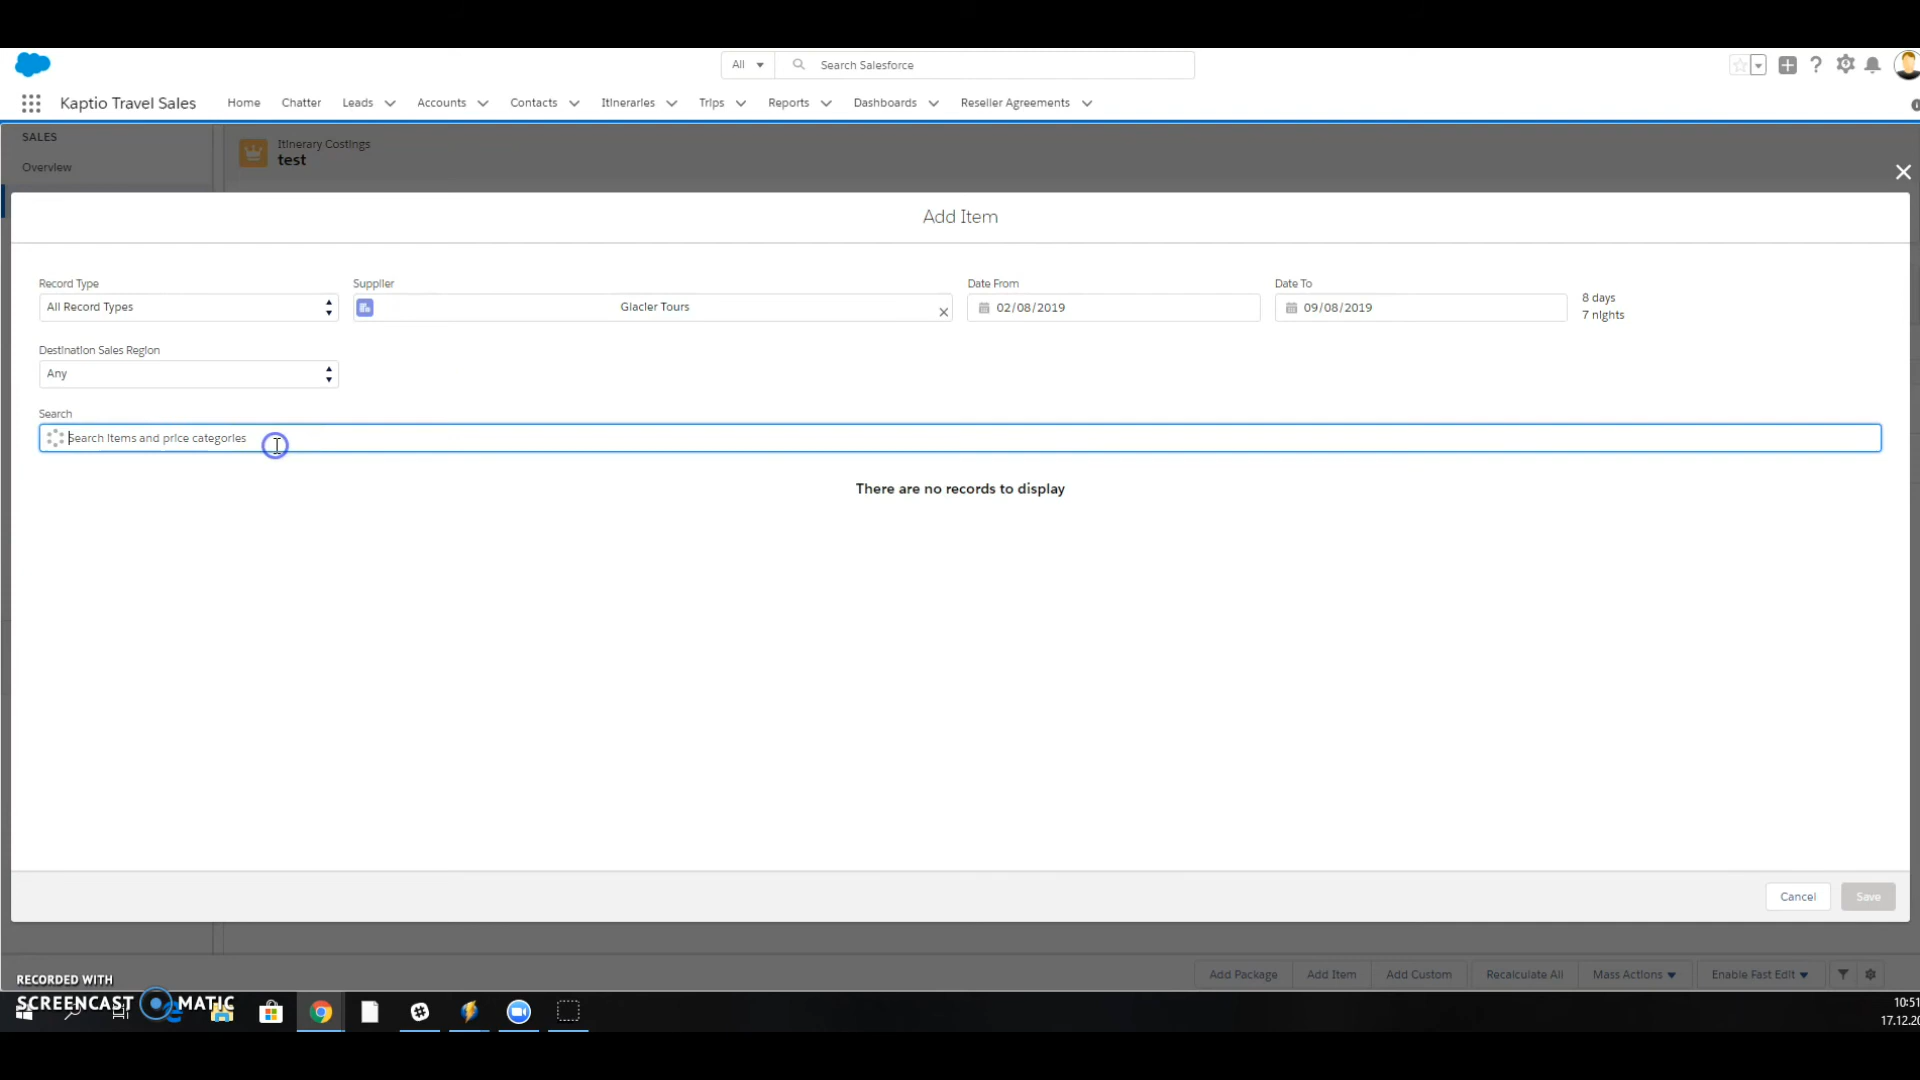 All
Search Salesforce
Kaptio Travel Sales
Home
Chatter
Leads
Accounts
Contacts
Itineraries
Trips
Reports
Dashboards
Reseller Agreements
SALES
Overview
Itinerary Costings
test
Add Item
Record Type
Supplier
Date From
Date To
All Record Types
Glacier Tours
02/08/2019
09/08/2019
8 days
7 nights
Destination Sales Region
Any
Search
Search items and price categories
There are no records to display
Cancel
Save
Add Package
Add Item
Add Custom
Recalculate All
Mass Actions
Enable Fast Edit
RECORDED WITH
SCREENCAST MATIC
10:51
17.12.20